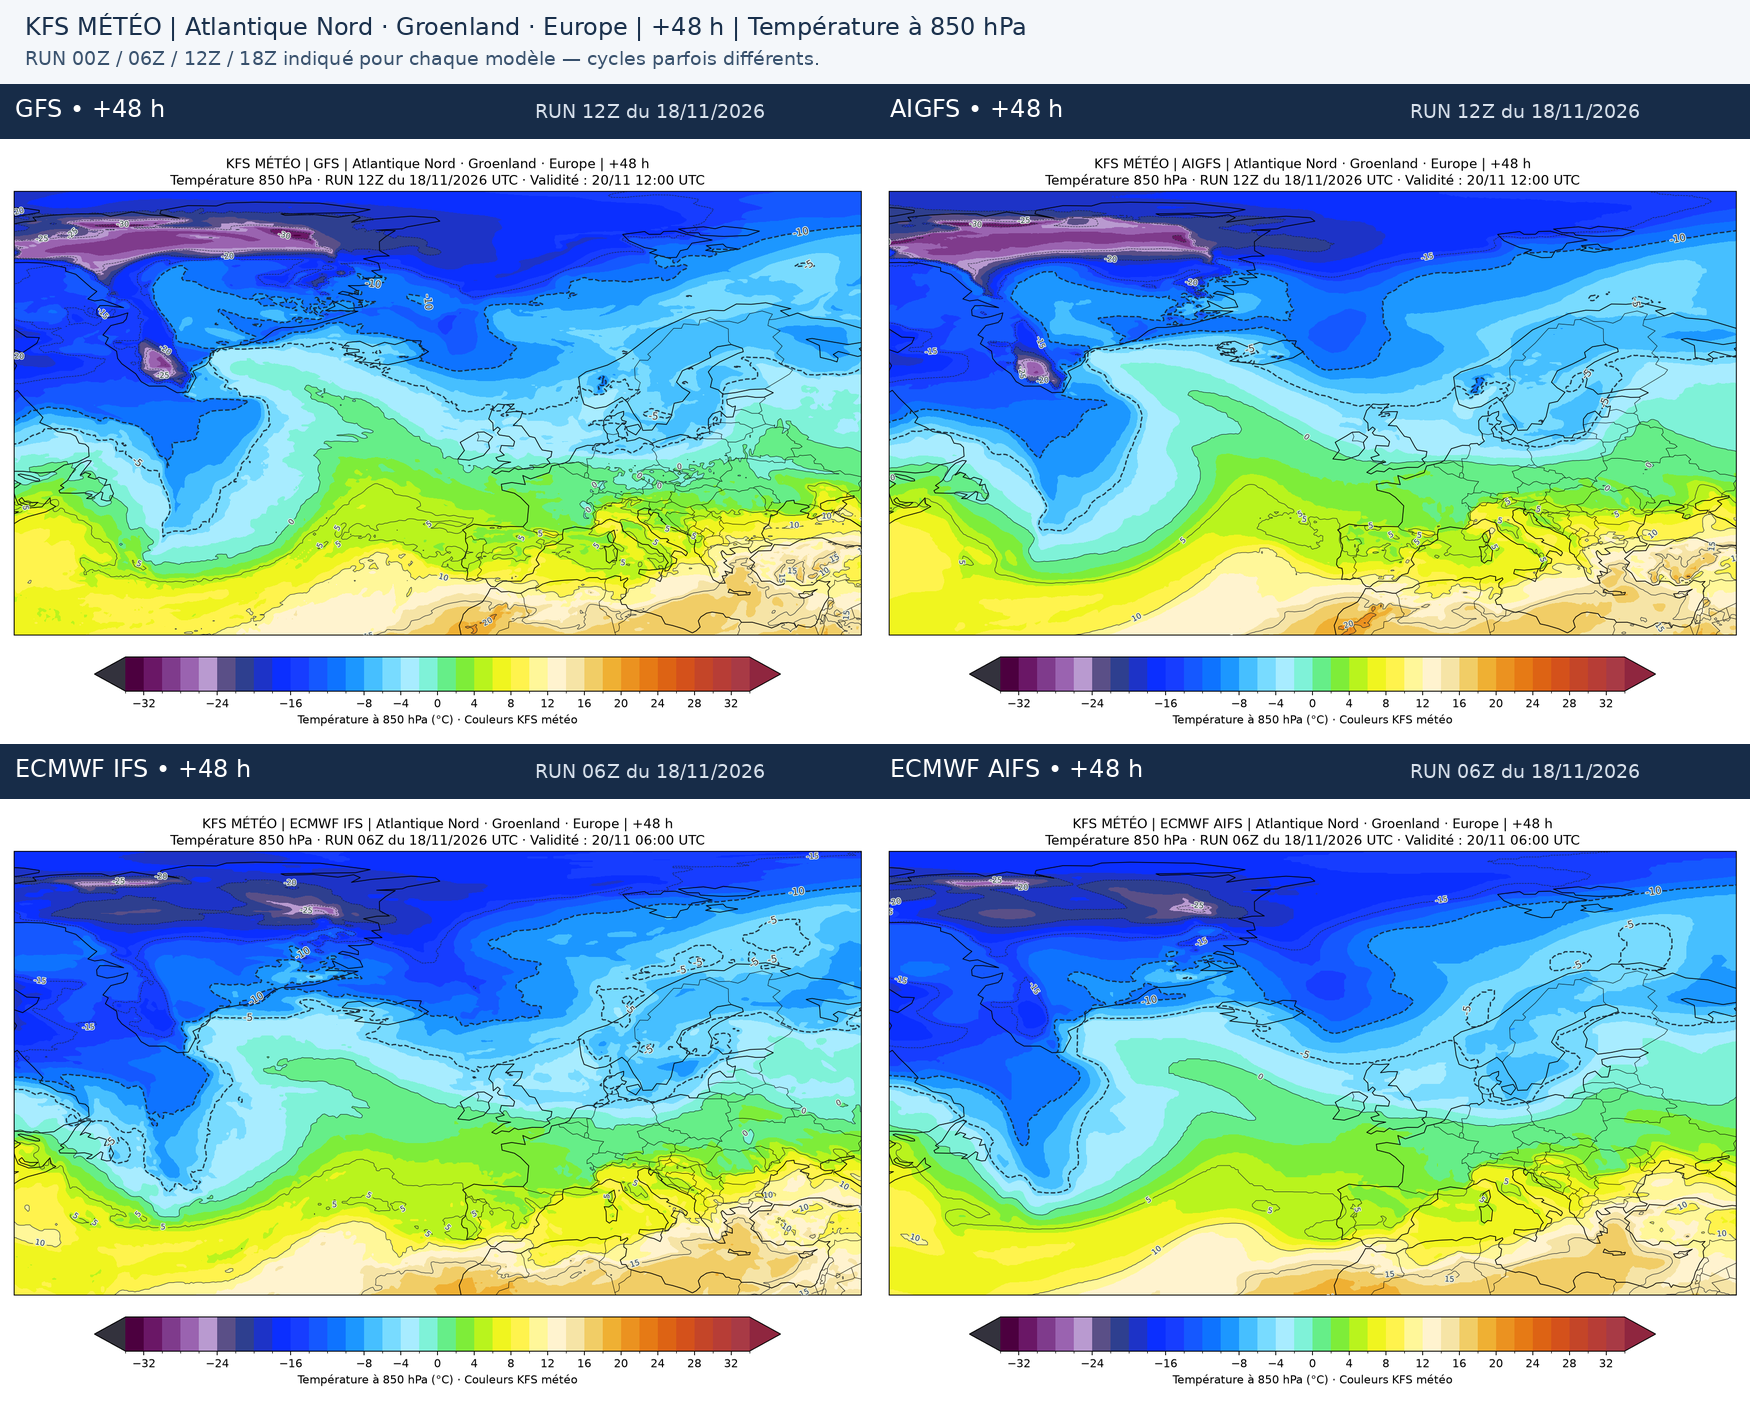 KFS MÉTÉO | Atlantique Nord · Groenland · Europe | +48 h | Température à 850 hPa
RUN 00Z / 06Z / 12Z / 18Z indiqué pour chaque modèle — cycles parfois différents.
GFS • +48 h
RUN 12Z du 18/11/2026
AIGFS • +48 h
RUN 12Z du 18/11/2026
KFS MÉTÉO | GFS | Atlantique Nord · Groenland · Europe | +48 h
Température 850 hPa · RUN 12Z du 18/11/2026 UTC · Validité : 20/11 12:00 UTC
KFS MÉTÉO | AIGFS | Atlantique Nord · Groenland · Europe | +48 h
Température 850 hPa · RUN 12Z du 18/11/2026 UTC · Validité : 20/11 12:00 UTC
−32 −24 −16 −8 −4 0 4 8 12 16 20 24 28 32
Température à 850 hPa (°C) · Couleurs KFS météo
−32 −24 −16 −8 −4 0 4 8 12 16 20 24 28 32
Température à 850 hPa (°C) · Couleurs KFS météo
ECMWF IFS • +48 h
RUN 06Z du 18/11/2026
ECMWF AIFS • +48 h
RUN 06Z du 18/11/2026
KFS MÉTÉO | ECMWF IFS | Atlantique Nord · Groenland · Europe | +48 h
Température 850 hPa · RUN 06Z du 18/11/2026 UTC · Validité : 20/11 06:00 UTC
KFS MÉTÉO | ECMWF AIFS | Atlantique Nord · Groenland · Europe | +48 h
Température 850 hPa · RUN 06Z du 18/11/2026 UTC · Validité : 20/11 06:00 UTC
−32 −24 −16 −8 −4 0 4 8 12 16 20 24 28 32
Température à 850 hPa (°C) · Couleurs KFS météo
−32 −24 −16 −8 −4 0 4 8 12 16 20 24 28 32
Température à 850 hPa (°C) · Couleurs KFS météo